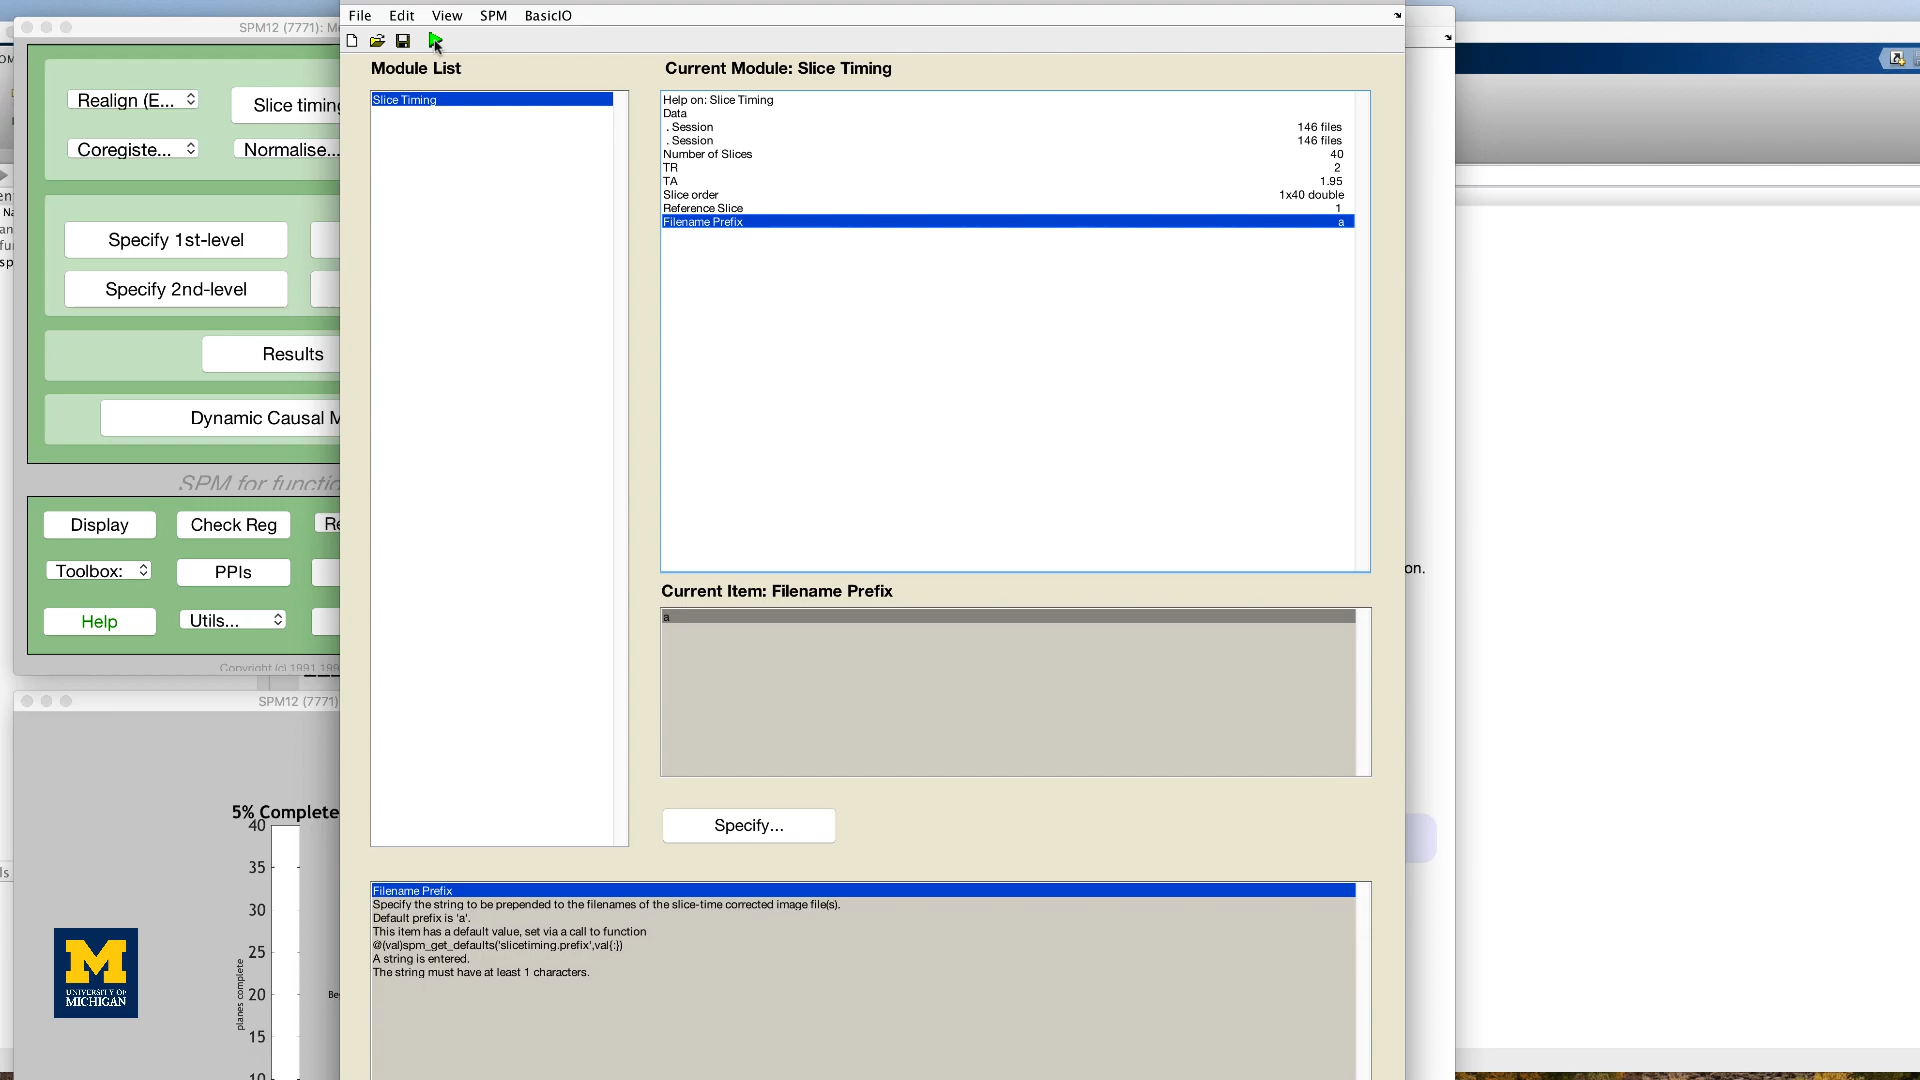 File Edit View SPM BasicIO
SPM12 (7771): M
Module List
Current Module: Slice Timing
Realign (E...
Slice timing
Coregiste...
Normalise...
Specify 1st-level
Specify 2nd-level
Results
Dynamic Causal M
SPM for functio
Display
Check Reg
Re
Toolbox:
PPIs
Help
Utils...
Copyright (c) 1991,199
Slice Timing
Help on: Slice Timing
Data
. Session 146 files
. Session 146 files
Number of Slices 40
TR 2
TA 1.95
Slice order 1x40 double
Reference Slice 1
Filename Prefix a
Current Item: Filename Prefix
a
Specify...
Filename Prefix
Specify the string to be prepended to the filenames of the slice-time corrected image file(s).
Default prefix is 'a'.
This item has a default value, set via a call to function
@(val)spm_get_defaults('slicetiming.prefix',val{:})
A string is entered.
The string must have at least 1 characters.
SPM12 (7771)
5% Complete
40
35
30
25
20
15
10
planes complete
Be
M
UNIVERSITY OF
MICHIGAN
on.